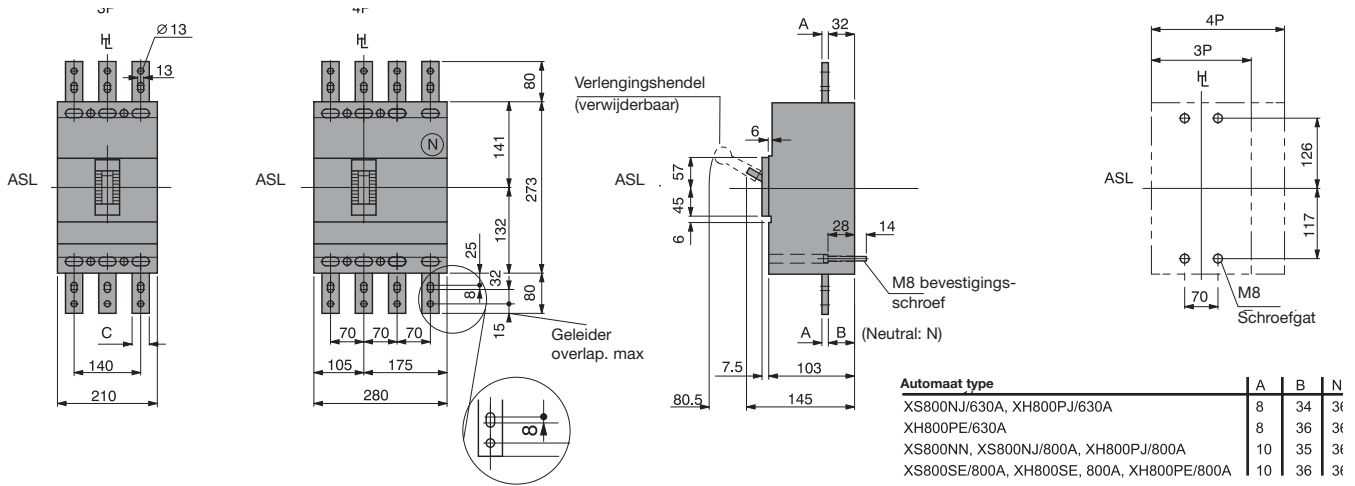 3P
4P
Ø 13
13
ASL
C
140
210
ASL
N
80
141
273
132
25
32
8
80
15
70
70
70
105
175
280
Geleider
overlap. max
8
Verlengingshendel
(verwijderbaar)
ASL
A
32
6
57
45
6
28
14
M8 bevestigings-
schroef
A
B
(Neutral: N)
7.5
103
80.5
145
4P
3P
ASL
126
117
70
M8
Schroefgat
Automaat type A B N
XS800NJ/630A, XH800PJ/630A 8 34
XH800PE/630A 8 36
XS800NN, XS800NJ/800A, XH800PJ/800A 10 35
XS800SE/800A, XH800SE, 800A, XH800PE/800A 10 36